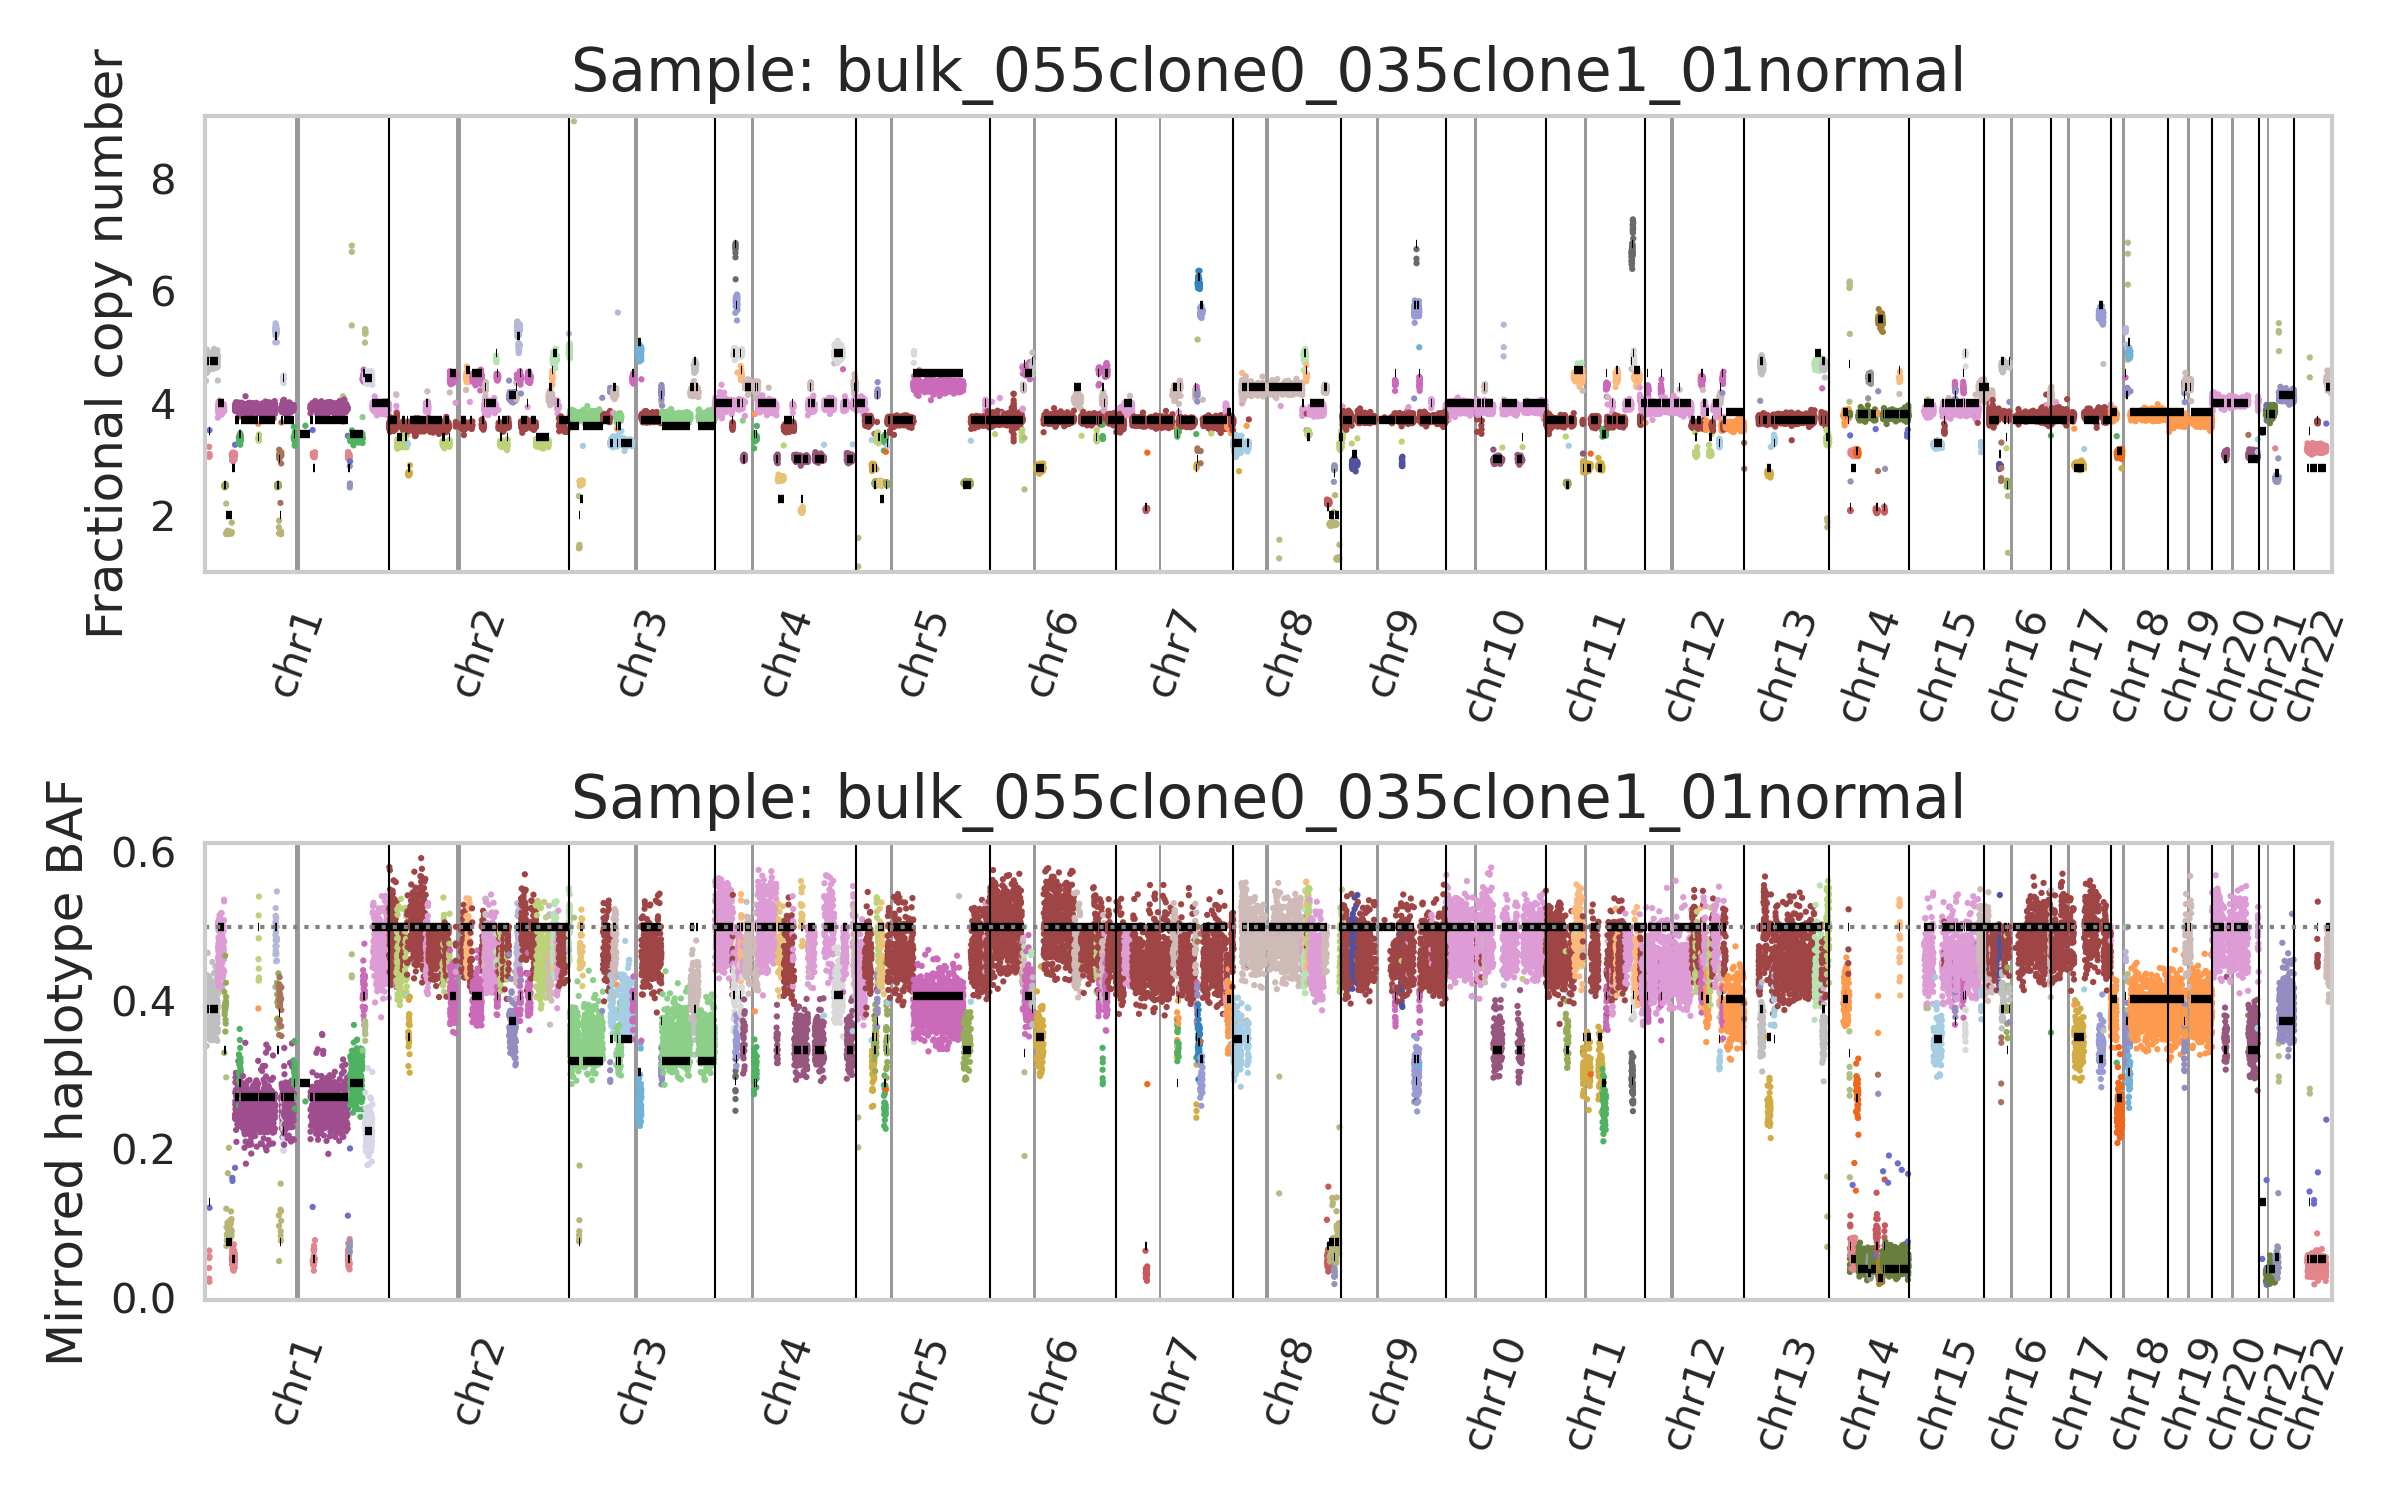 Sample: bulk_055clone0_035clone1_01normal
Fractional copy number
8
6
4
2
chr1 chr2 chr3 chr4 chr5 chr6 chr7 chr8 chr9 chr10 chr11 chr12 chr13 chr14 chr15 chr16 chr17 chr18 chr19 chr20 chr21 chr22
Sample: bulk_055clone0_035clone1_01normal
Mirrored haplotype BAF
0.6
0.4
0.2
0.0
chr1 chr2 chr3 chr4 chr5 chr6 chr7 chr8 chr9 chr10 chr11 chr12 chr13 chr14 chr15 chr16 chr17 chr18 chr19 chr20 chr21 chr22